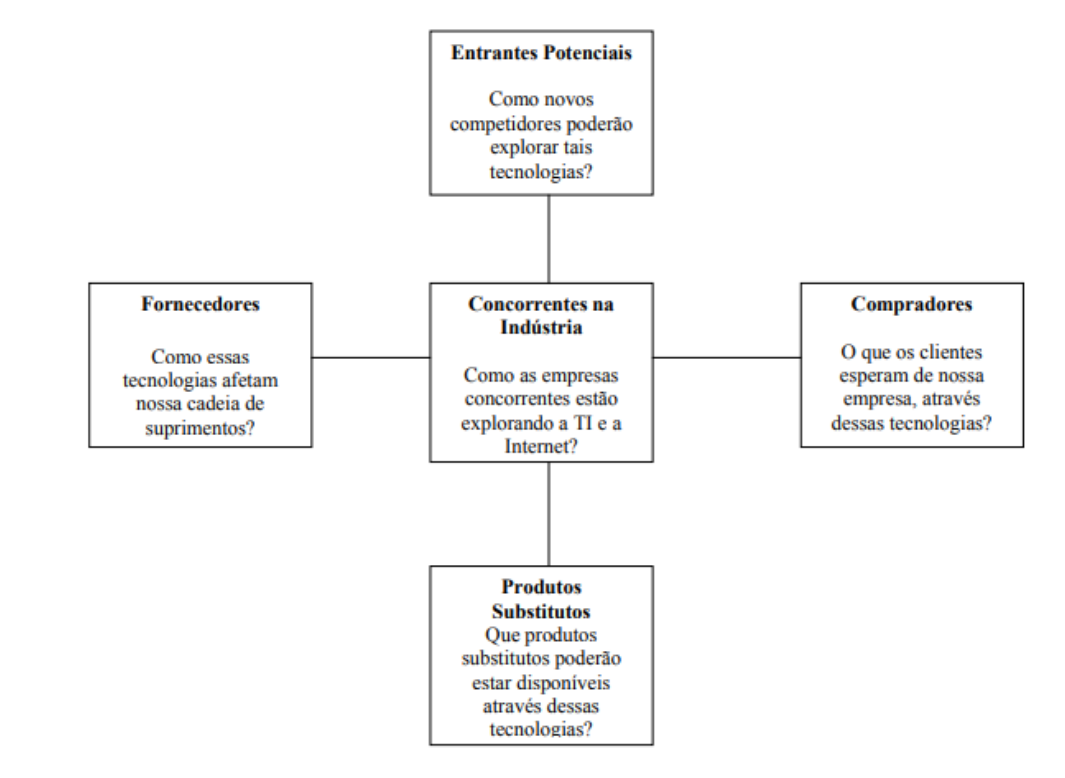 Entrantes Potenciais
Como novos
competidores poderão
explorar tais
tecnologias?
Fornecedores
Como essas
tecnologias afetam
nossa cadeia de
suprimentos?
Concorrentes na
Indústria
Como as empresas
concorrentes estão
explorando a TI e a
Internet?
Compradores
O que os clientes
esperam de nossa
empresa, através
dessas tecnologias?
Produtos
Substitutos
Que produtos
substitutos poderão
estar disponíveis
através dessas
tecnologias?